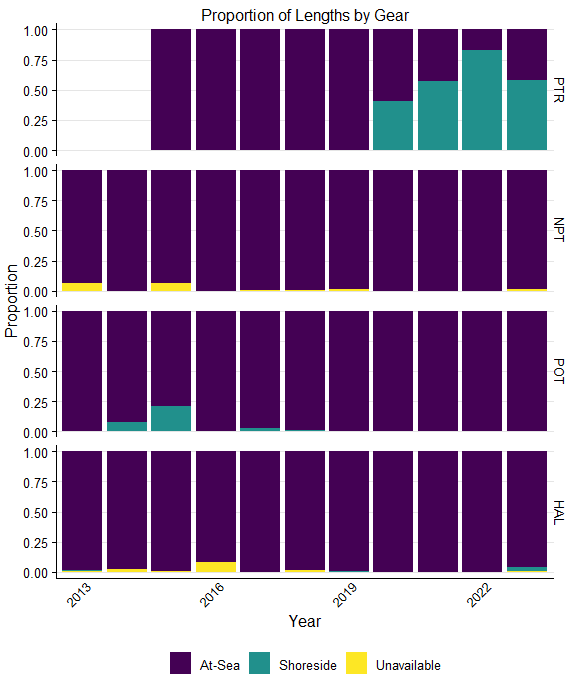 Proportion of Lengths by Gear
1.00
0.75
0.50
0.25
0.00
PTR
1.00
0.75
0.50
0.25
0.00
NPT
Proportion
1.00
0.75
0.50
0.25
0.00
POT
1.00
0.75
0.50
0.25
0.00
HAL
2013 2016 2019 2022
Year
At-Sea Shoreside Unavailable